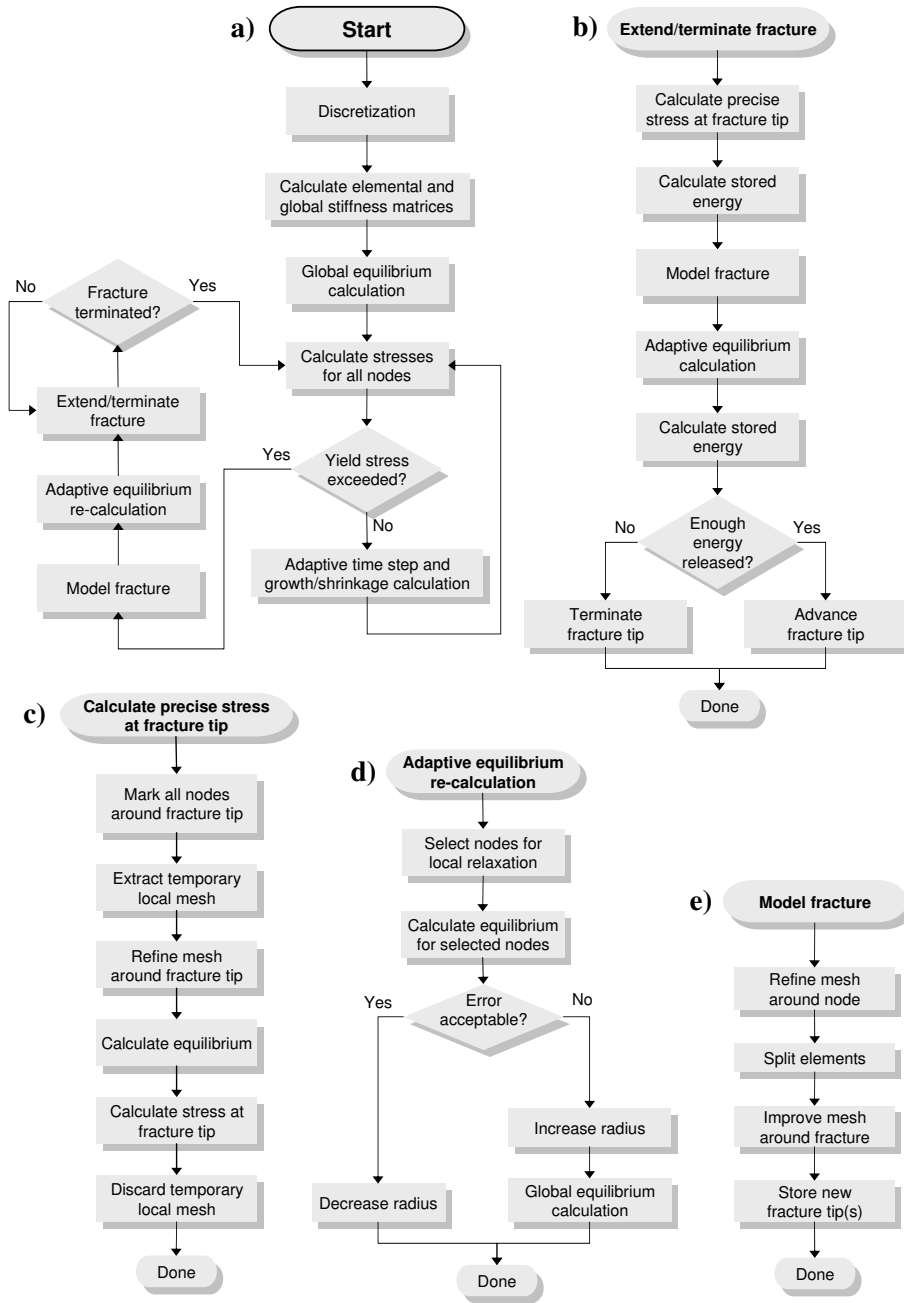 a)
Start
Discretization
Calculate elemental and
global stiffness matrices
Global equilibrium
calculation
Calculate stresses
for all nodes
Yield stress
exceeded?
Yes
No
Adaptive time step and
growth/shrinkage calculation
Model fracture
Adaptive equilibrium
re-calculation
Extend/terminate
fracture
Fracture
terminated?
No
Yes
b)
Extend/terminate fracture
Calculate precise
stress at fracture tip
Calculate stored
energy
Model fracture
Adaptive equilibrium
calculation
Calculate stored
energy
Enough
energy
released?
No
Yes
Terminate
fracture tip
Advance
fracture tip
Done
c)
Calculate precise stress
at fracture tip
Mark all nodes
around fracture tip
Extract temporary
local mesh
Refine mesh
around fracture tip
Calculate equilibrium
Calculate stress at
fracture tip
Discard temporary
local mesh
Done
d)
Adaptive equilibrium
re-calculation
Select nodes for
local relaxation
Calculate equilibrium
for selected nodes
Error
acceptable?
Yes
No
Increase radius
Decrease radius
Global equilibrium
calculation
Done
e)
Model fracture
Refine mesh
around node
Split elements
Improve mesh
around fracture
Store new
fracture tip(s)
Done